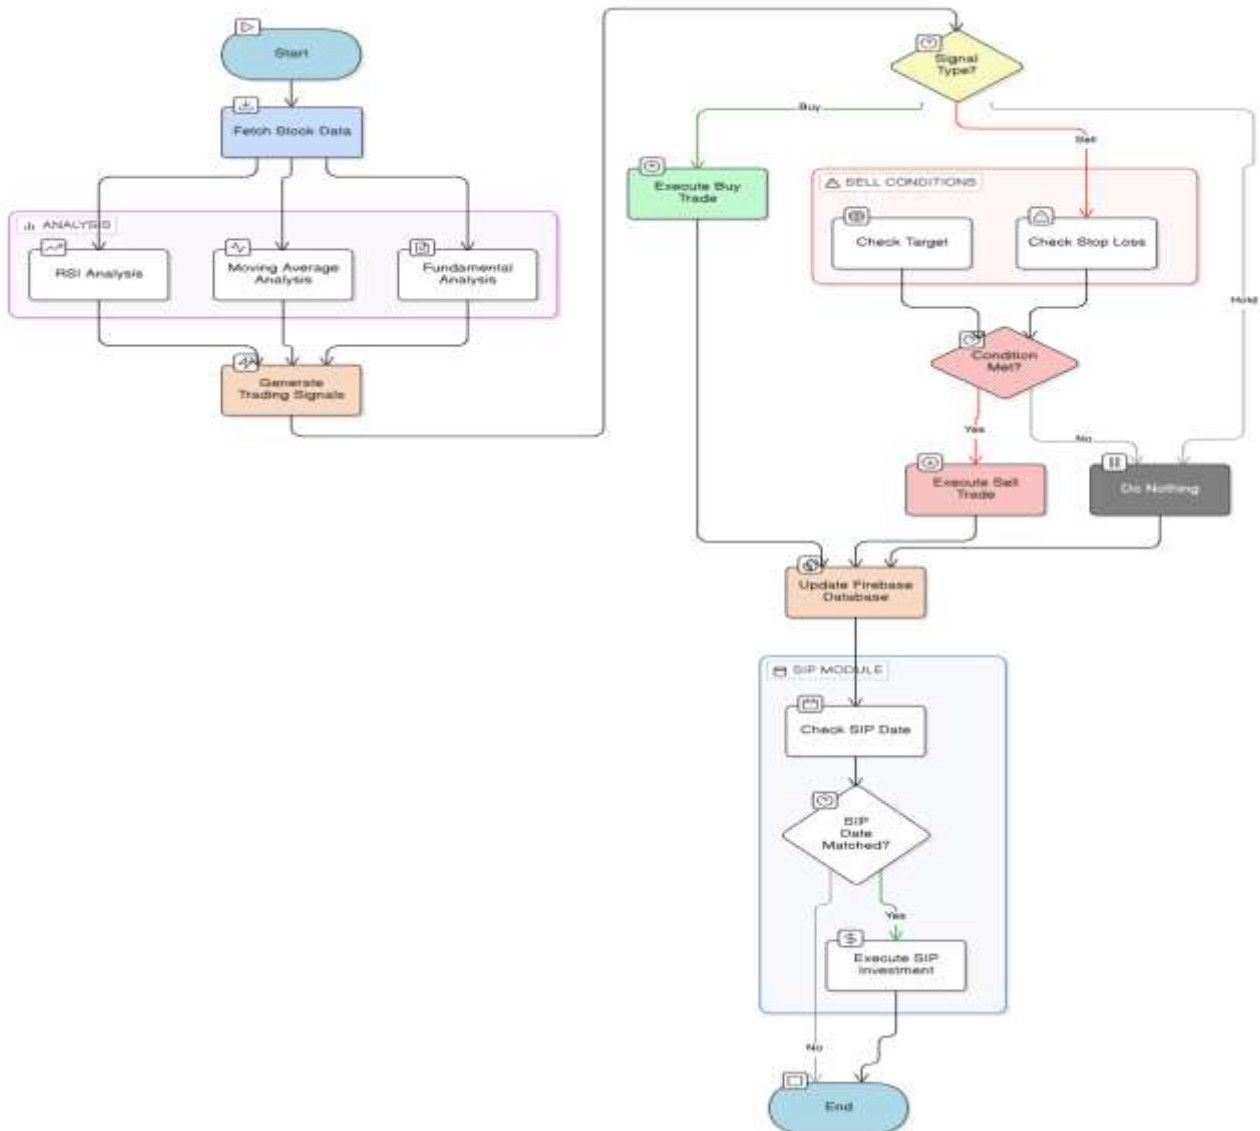 Start
Fetch Stock Data
ANALYSIS
RSI Analysis
Moving Average
Analysis
Fundamental
Analysis
Generate
Trading Signals
Signal
Type?
Buy
Sell
Hold
Execute Buy
Trade
SELL CONDITIONS
Check Target
Check Stop Loss
Condition
Met?
Yes
No
Execute Sell
Trade
Do Nothing
Update Firebase
Database
SIP MODULE
Check SIP Date
SIP
Date
Matched?
Yes
Execute SIP
Investment
No
End